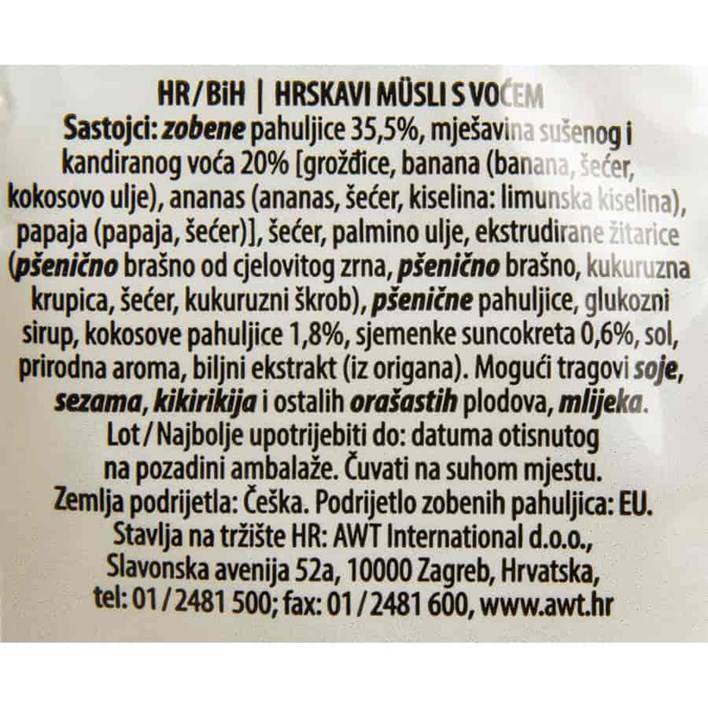 HR/BiH | HRSKAVI MÜSLI S VOĆEM
Sastojci: zobene pahuljice 35,5%, mješavina sušenog i
kandiranog voća 20% [grožđice, banana (banana, šećer,
kokosovo ulje), ananas (ananas, šećer, kiselina: limunska kiselina),
papaja (papaja, šećer)], šećer, palmino ulje, ekstrudirane žitarice
(pšenično brašno od cjelovitog zrna, pšenično brašno, kukuruzna
krupica, šećer, kukuruzni škrob), pšenične pahuljice, glukozni
sirup, kokosove pahuljice 1,8%, sjemenke suncokreta 0,6%, sol,
prirodna aroma, biljni ekstrakt (iz origana). Mogući tragovi soje,
sezama, kikirikija i ostalih orašastih plodova, mlijeka.
Lot/Najbolje upotrijebiti do: datuma otisnutog
na pozadini ambalaže. Čuvati na suhom mjestu.
Zemlja podrijetla: Češka. Podrijetlo zobenih pahuljica: EU.
Stavlja na tržište HR: AWT International d.o.o.,
Slavonska avenija 52a, 10000 Zagreb, Hrvatska,
tel: 01/2481 500; fax: 01/2481 600, www.awt.hr